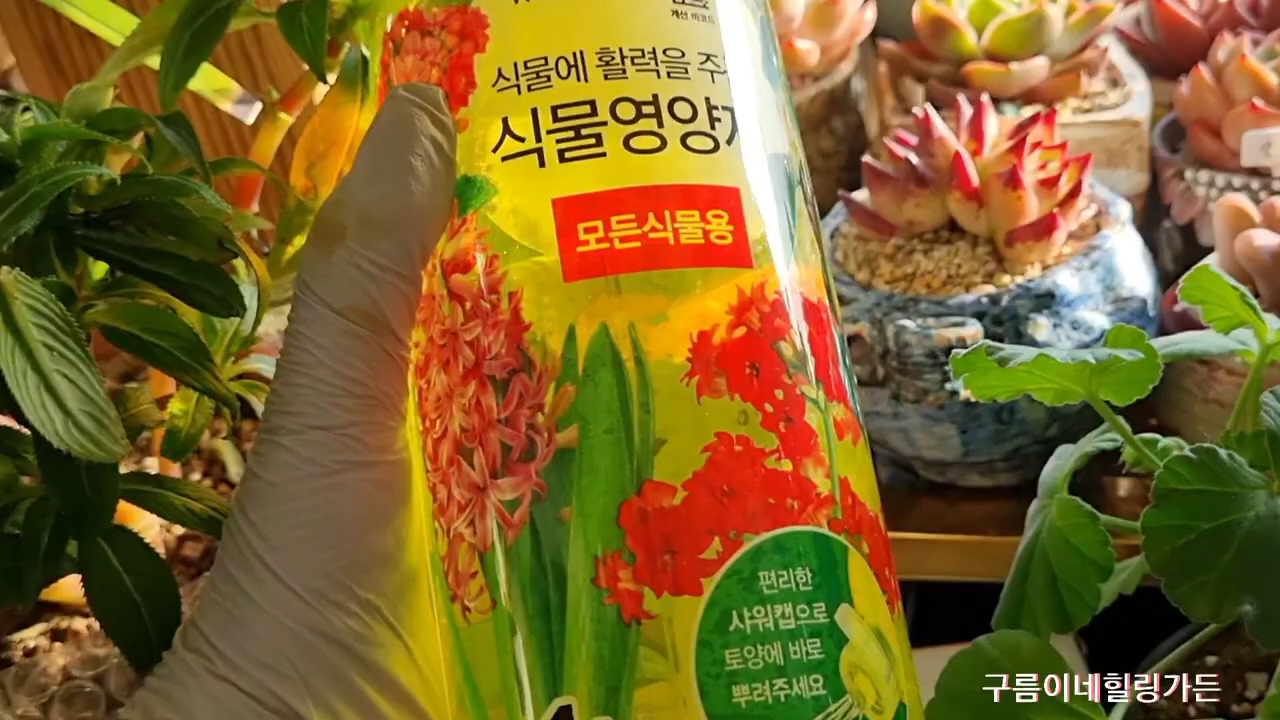 식물에 활력을
식물영양
모든식물용
편리한
샤워캡으로
토양에 바로
뿌려주세요
구름이네힐링가든